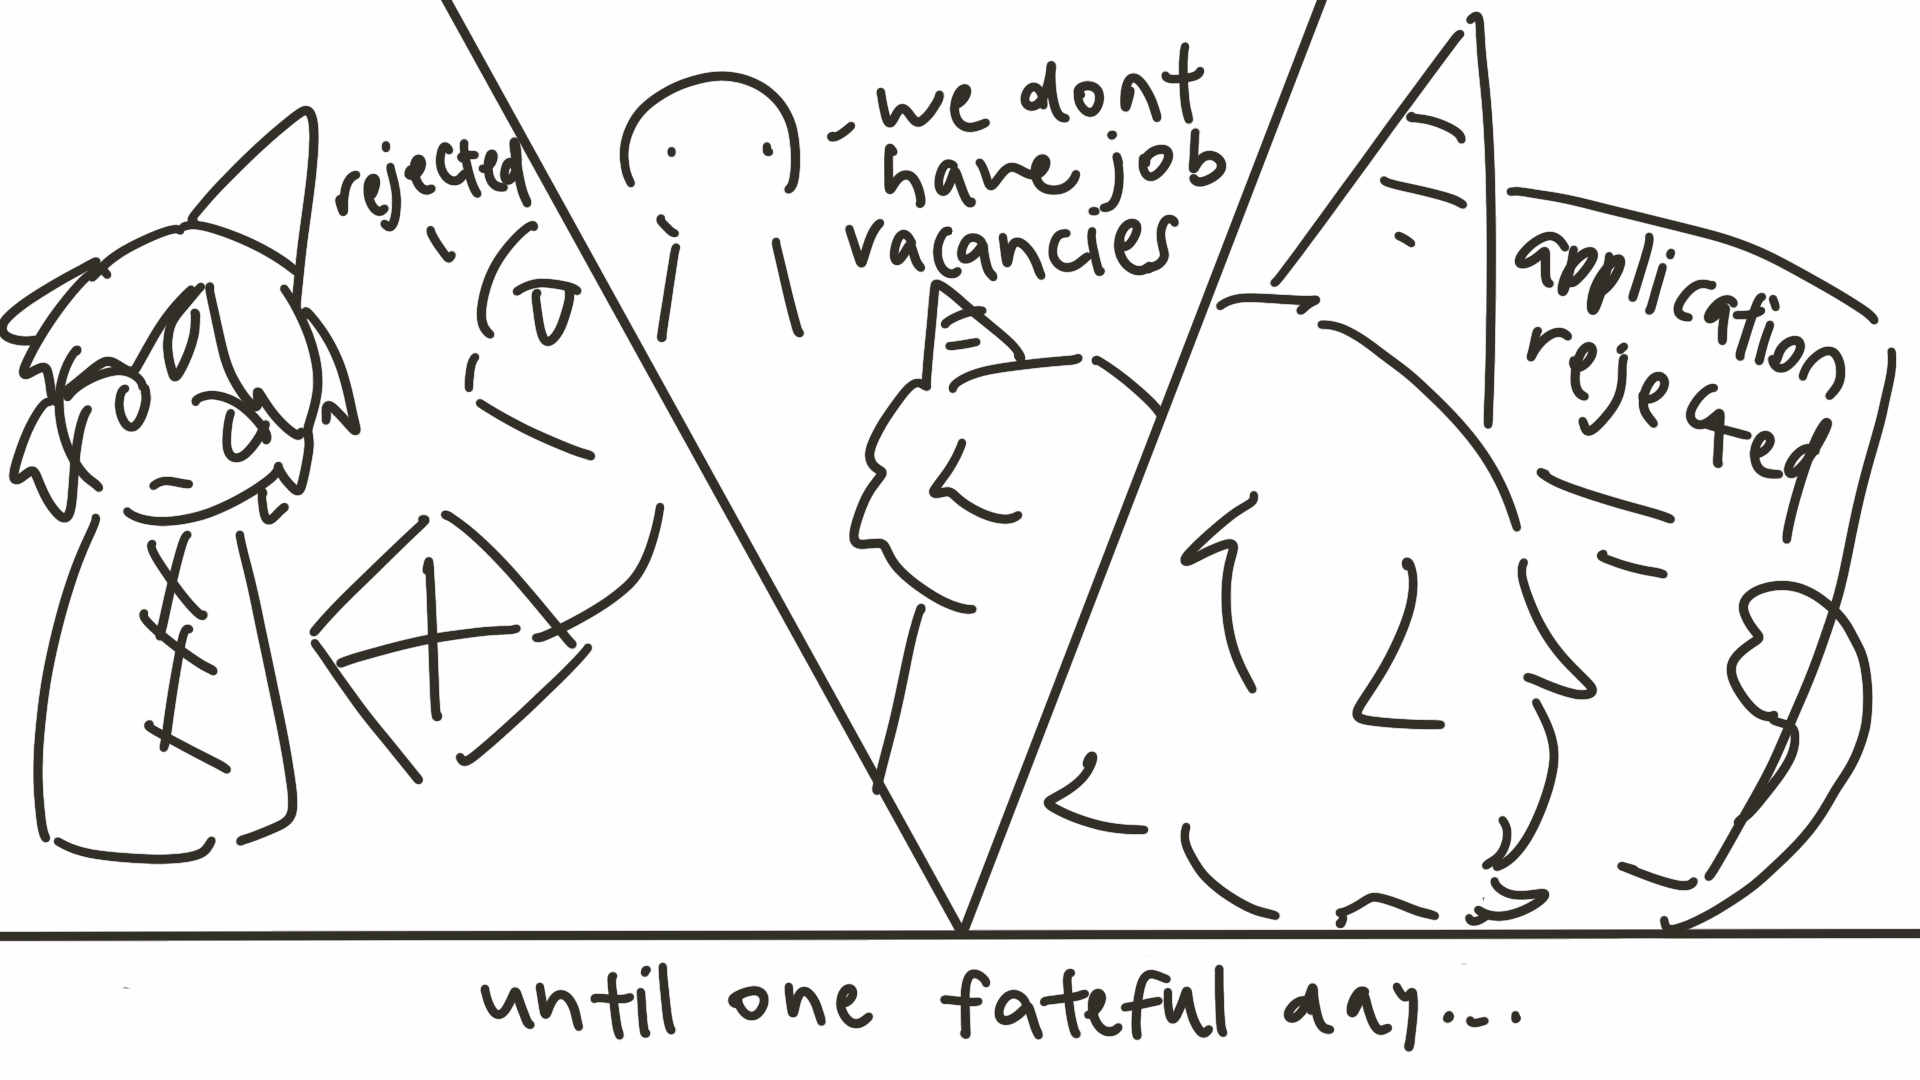 rejected
we dont
have job
vacancies
application
rejected
until one fateful day...